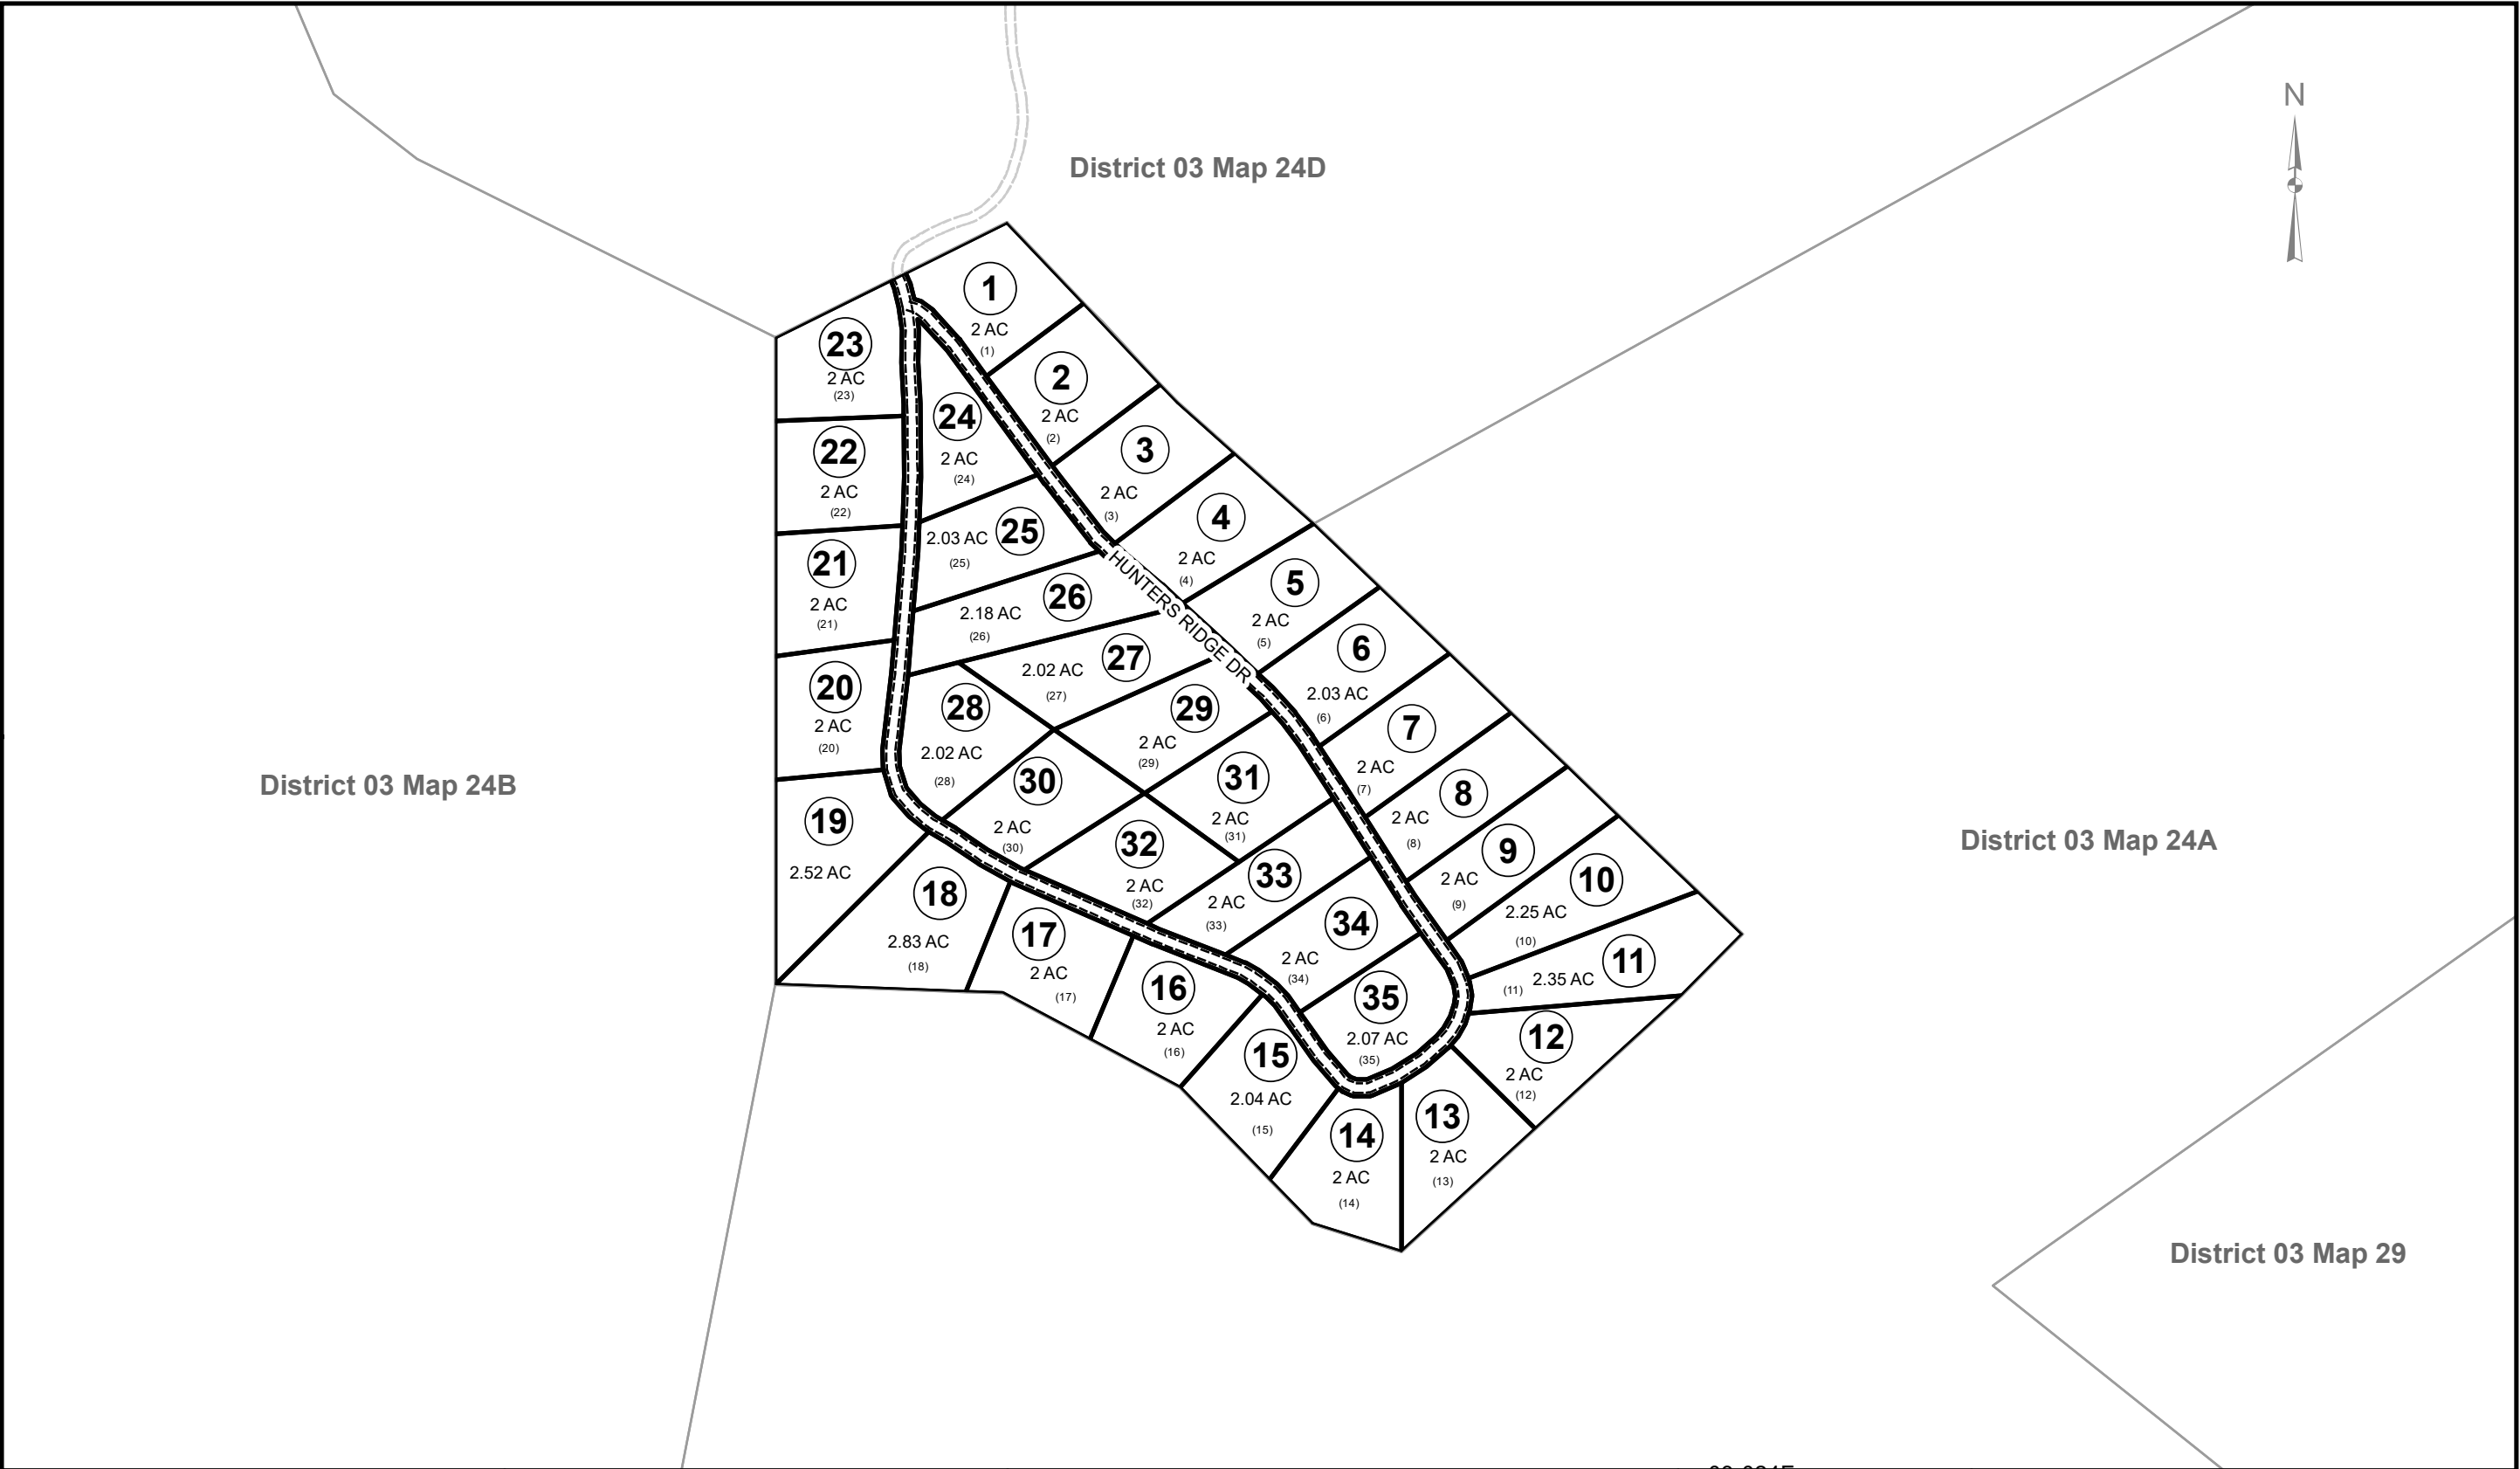 N
District 03 Map 24D
1
2 AC
(1)
23
2 AC
(23)
2
2 AC
(2)
24
2 AC
(24)
3
2 AC
(3)
22
2 AC
(22)
4
2 AC
(4)
25
2.03 AC
(25)
21
2 AC
(21)
HUNTERS RIDGE DR
5
2 AC
(5)
26
2.18 AC
(26)
6
2.03 AC
(6)
27
2.02 AC
(27)
20
2 AC
(20)
28
2.02 AC
(28)
29
2 AC
(29)
7
2 AC
(7)
District 03 Map 24B
30
2 AC
(30)
31
2 AC
(31)
8
2 AC
(8)
19
2.52 AC
32
2 AC
(32)
9
2 AC
(9)
District 03 Map 24A
33
2 AC
(33)
10
2.25 AC
(10)
18
2.83 AC
(18)
34
2 AC
(34)
17
2 AC
(17)
11
2.35 AC
(11)
16
2 AC
(16)
35
2.07 AC
(35)
12
2 AC
(12)
15
2.04 AC
(15)
13
2 AC
(13)
14
2 AC
(14)
District 03 Map 29